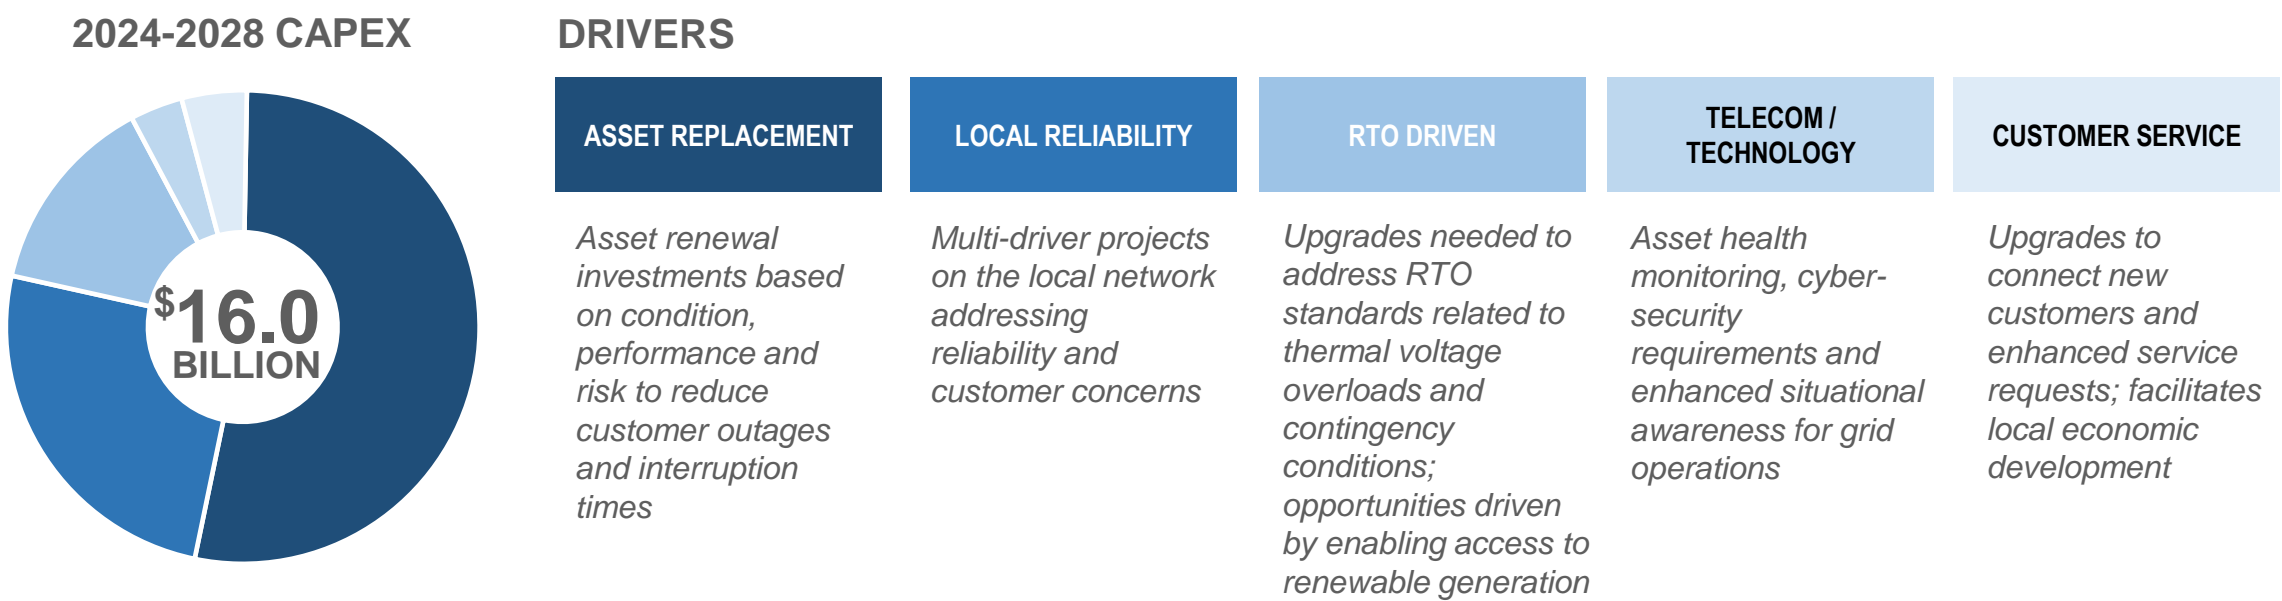 2024-2028 CAPEX
$16.0
BILLION
DRIVERS
ASSET REPLACEMENT
Asset renewal
investments based
on condition,
performance and
risk to reduce
customer outages
and interruption
times
LOCAL RELIABILITY
Multi-driver projects
on the local network
addressing
reliability and
customer concerns
RTO DRIVEN
Upgrades needed to
address RTO
standards related to
thermal voltage
overloads and
contingency
conditions;
opportunities driven
by enabling access to
renewable generation
TELECOM /
TECHNOLOGY
Asset health
monitoring, cyber-
security
requirements and
enhanced situational
awareness for grid
operations
CUSTOMER SERVICE
Upgrades to
connect new
customers and
enhanced service
requests; facilitates
local economic
development